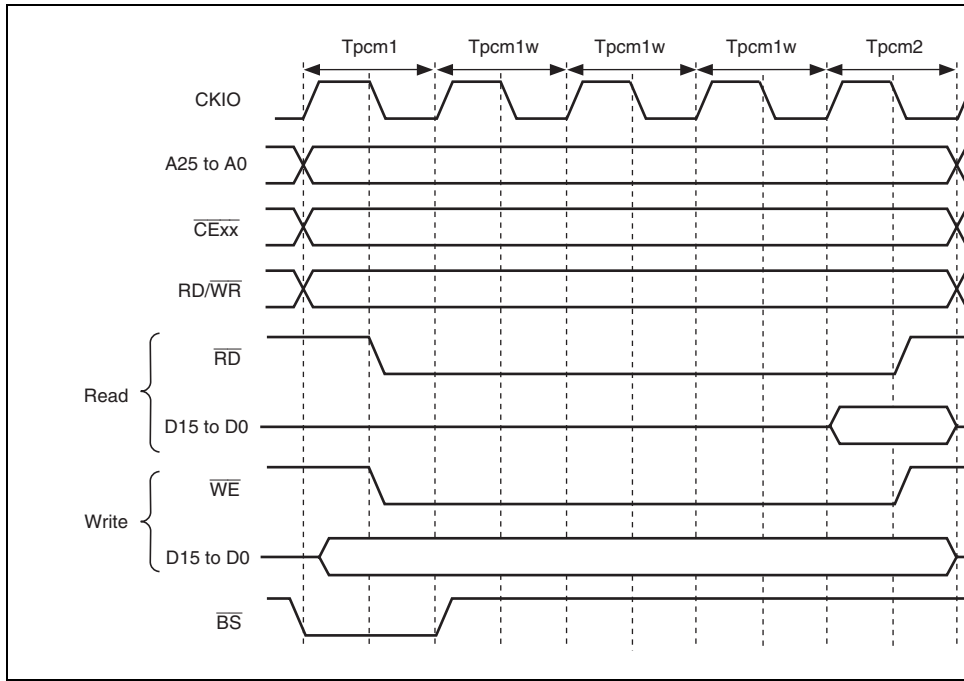 Tpcm1 Tpcm1w Tpcm1w Tpcm1w Tpcm2
CKIO
A25 to A0
CExx
RD/WR
RD
Read
D15 to D0
WE
Write
D15 to D0
BS